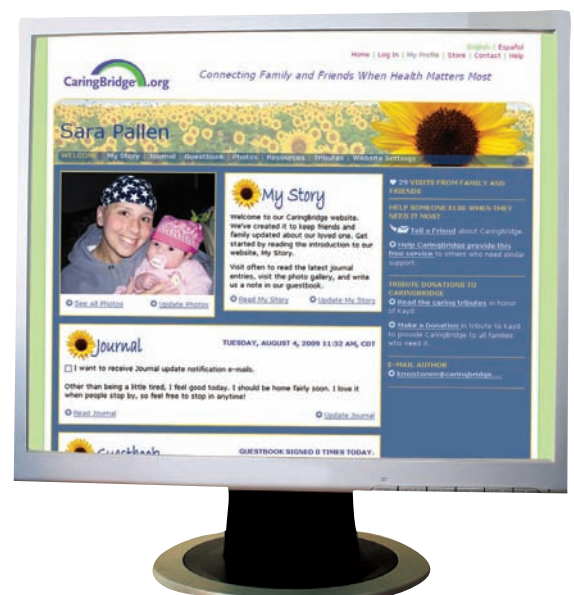 English | Español
Home | Log In | My Profile | Store | Contact | Help
CaringBridge.org
Connecting Family and Friends When Health Matters Most
Sara Pallen
WELCOME | My Story | Journal | Guestbook | Photos | Resources | Tributes | Website Settings
My Story
Welcome to our CaringBridge website.
We've created it to keep friends and
family updated about our loved one. Get
started by reading the introduction to our
website, My Story.
Visit often to read the latest journal
entries, visit the photo gallery, and write
us a note in our guestbook.
See All Photos
Update Photos
Read My Story
Update My Story
Journal
TUESDAY, AUGUST 4, 2009 11:32 AM, CDT
I want to receive Journal update notification e-mails.
Other than being a little tired, I feel good today. I should be home fairly soon. I love it
when people stop by, so feel free to stop in anytime!
Read Journal
Update Journal
Guestbook
GUESTBOOK SIGNED 0 TIMES TODAY.
29 VISITS FROM FAMILY AND
FRIENDS
HELP SOMEONE ELSE WHEN THEY
NEED IT MOST
Tell a Friend about CaringBridge
Help CaringBridge provide this
free service to others who need similar
support.
TRIBUTE DONATIONS TO
CARINGBRIDGE
Read the caring tributes in honor
of Kayd.
Make a Donation in tribute to Kayd
to provide CaringBridge to all families
who need it.
E-MAIL AUTHOR